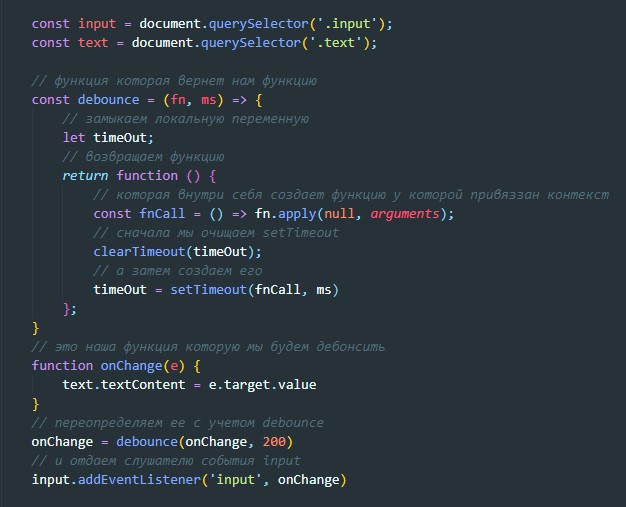 const input = document.querySelector('.input');
const text = document.querySelector('.text');
// функция которая вернет нам функцию
const debounce = (fn, ms) => {
// замыкаем локальную переменную
let timeOut;
// возвращаем функцию
return function () {
// которая внутри себя создает функцию у которой привяззан контекст
const fnCall = () => fn.apply(null, arguments);
// сначала мы очищаем setTimeout
clearTimeout(timeOut);
// а затем создаем его
timeOut = setTimeout(fnCall, ms)
};
}
// это наша функция которую мы будем дебонсить
function onChange(e) {
text.textContent = e.target.value
}
// переопределяем ее с учетом debounce
onChange = debounce(onChange, 200)
// и отдаем слушателю события input
input.addEventListener('input', onChange)